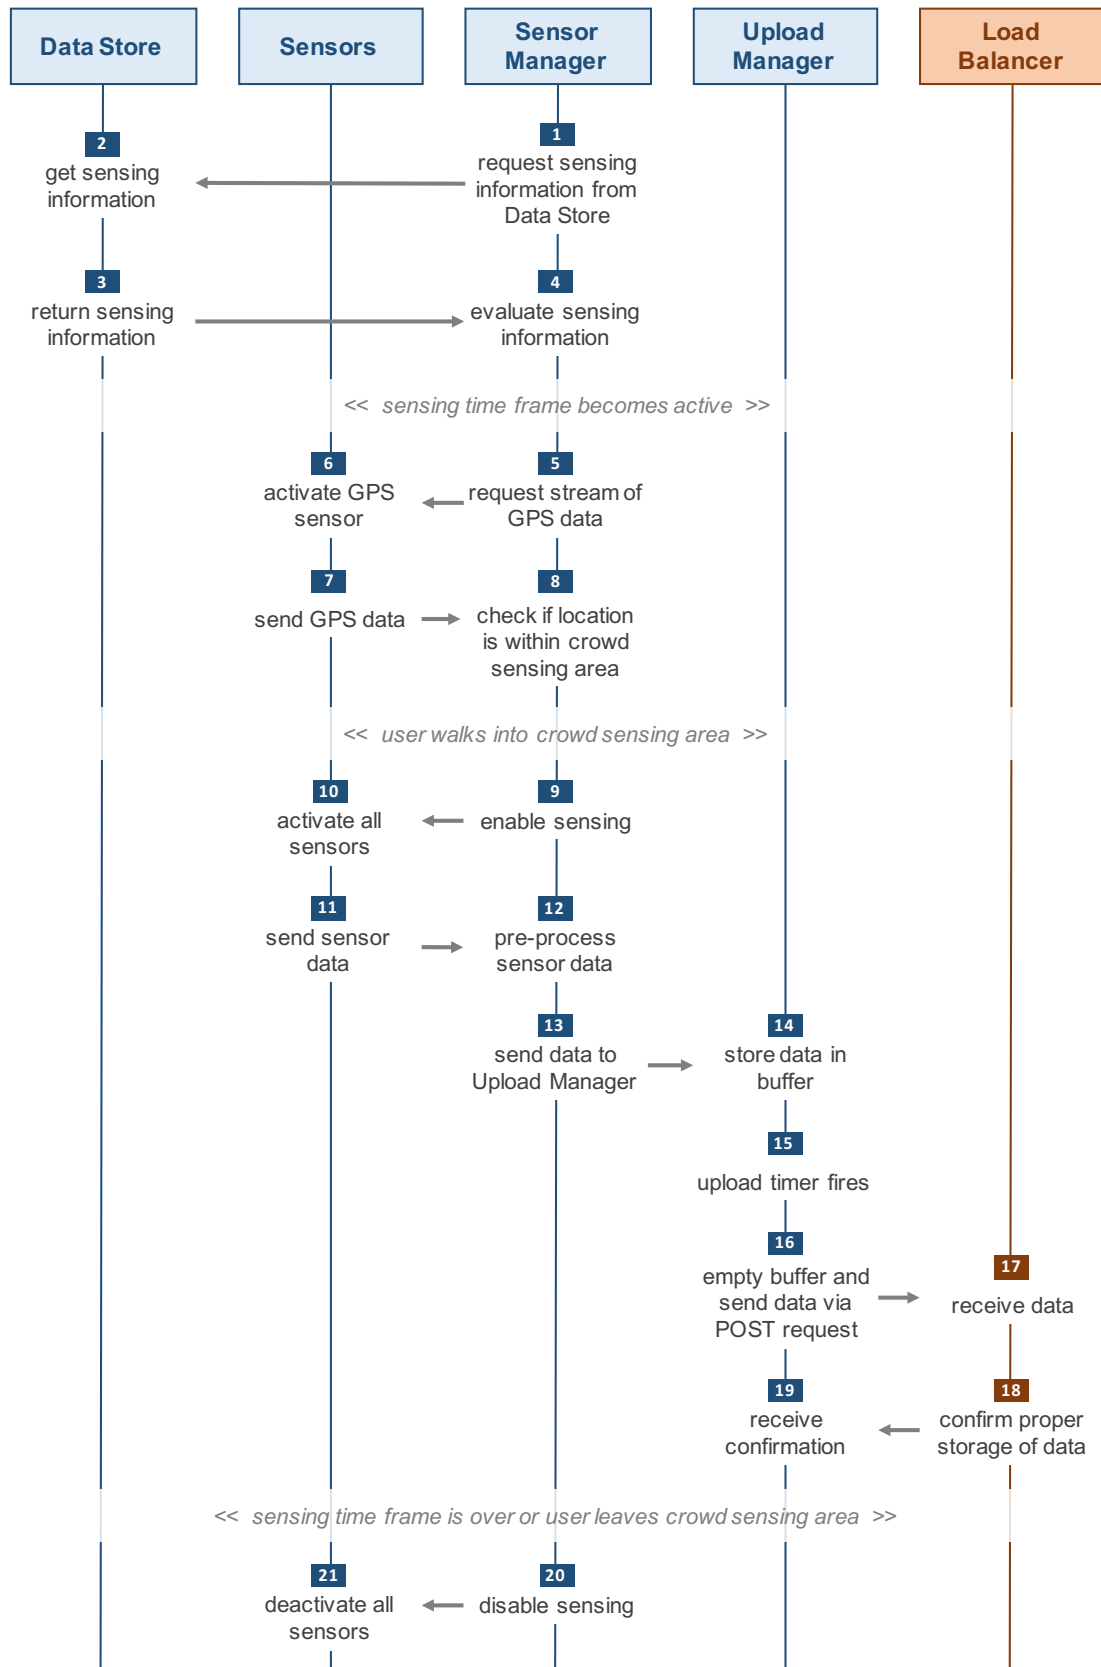 Data Store
Sensors
Sensor
Manager
Upload
Manager
Load
Balancer
2
get sensing
information
1
request sensing
information from
Data Store
3
return sensing
information
4
evaluate sensing
information
<< sensing time frame becomes active >>
6
activate GPS
sensor
5
request stream of
GPS data
7
send GPS data
8
check if location
is within crowd
sensing area
<< user walks into crowd sensing area >>
10
activate all
sensors
9
enable sensing
11
send sensor
data
12
pre-process
sensor data
13
send data to
Upload Manager
14
store data in
buffer
15
upload timer fires
16
empty buffer and
send data via
POST request
17
receive data
19
receive
confirmation
18
confirm proper
storage of data
<< sensing time frame is over or user leaves crowd sensing area >>
21
deactivate all
sensors
20
disable sensing